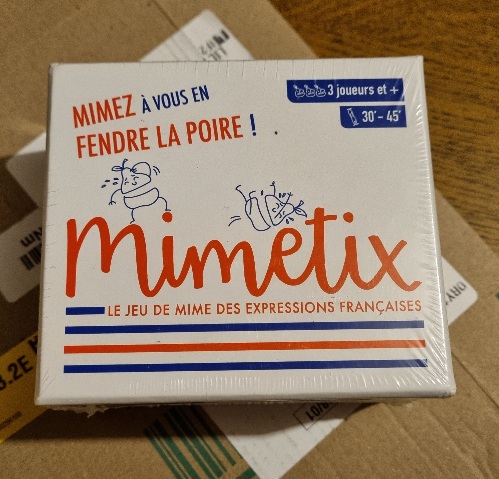 MIMEZ À VOUS EN
FENDRE LA POIRE !
3 joueurs et +
30' - 45'
mimetix
LE JEU DE MIME DES EXPRESSIONS FRANÇAISES